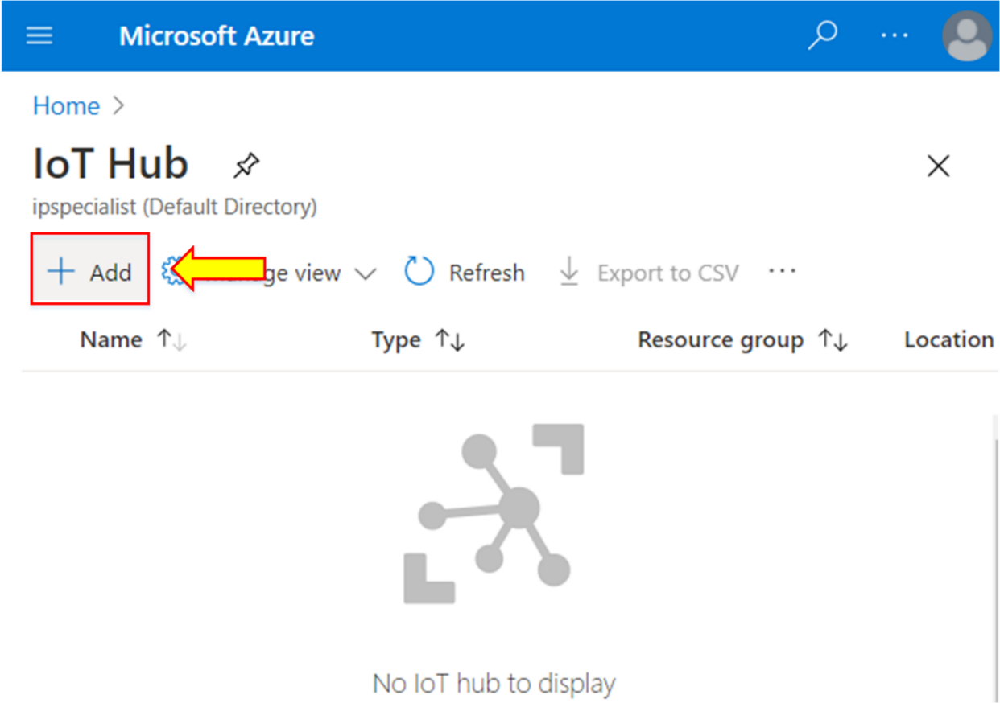 Microsoft Azure
Home
IoT Hub
ipspecialist (Default Directory)
Add ge view Refresh Export to CSV
Name Type Resource group Location
No IoT hub to display